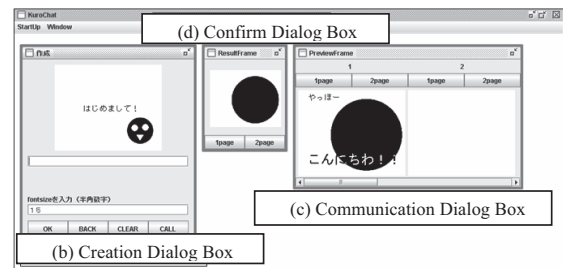 KuroChat
StartUp Window
(d) Confirm Dialog Box
作成
はじめまして！
fontsizeを入力（半角数字）
15
OK BACK CLEAR CALL
(b) Creation Dialog Box
ResultFrame
1page 2page
PreviewFrame
1 2
1page 2page 1page 2page
やっほー
こんにちわ！！
(c) Communication Dialog Box